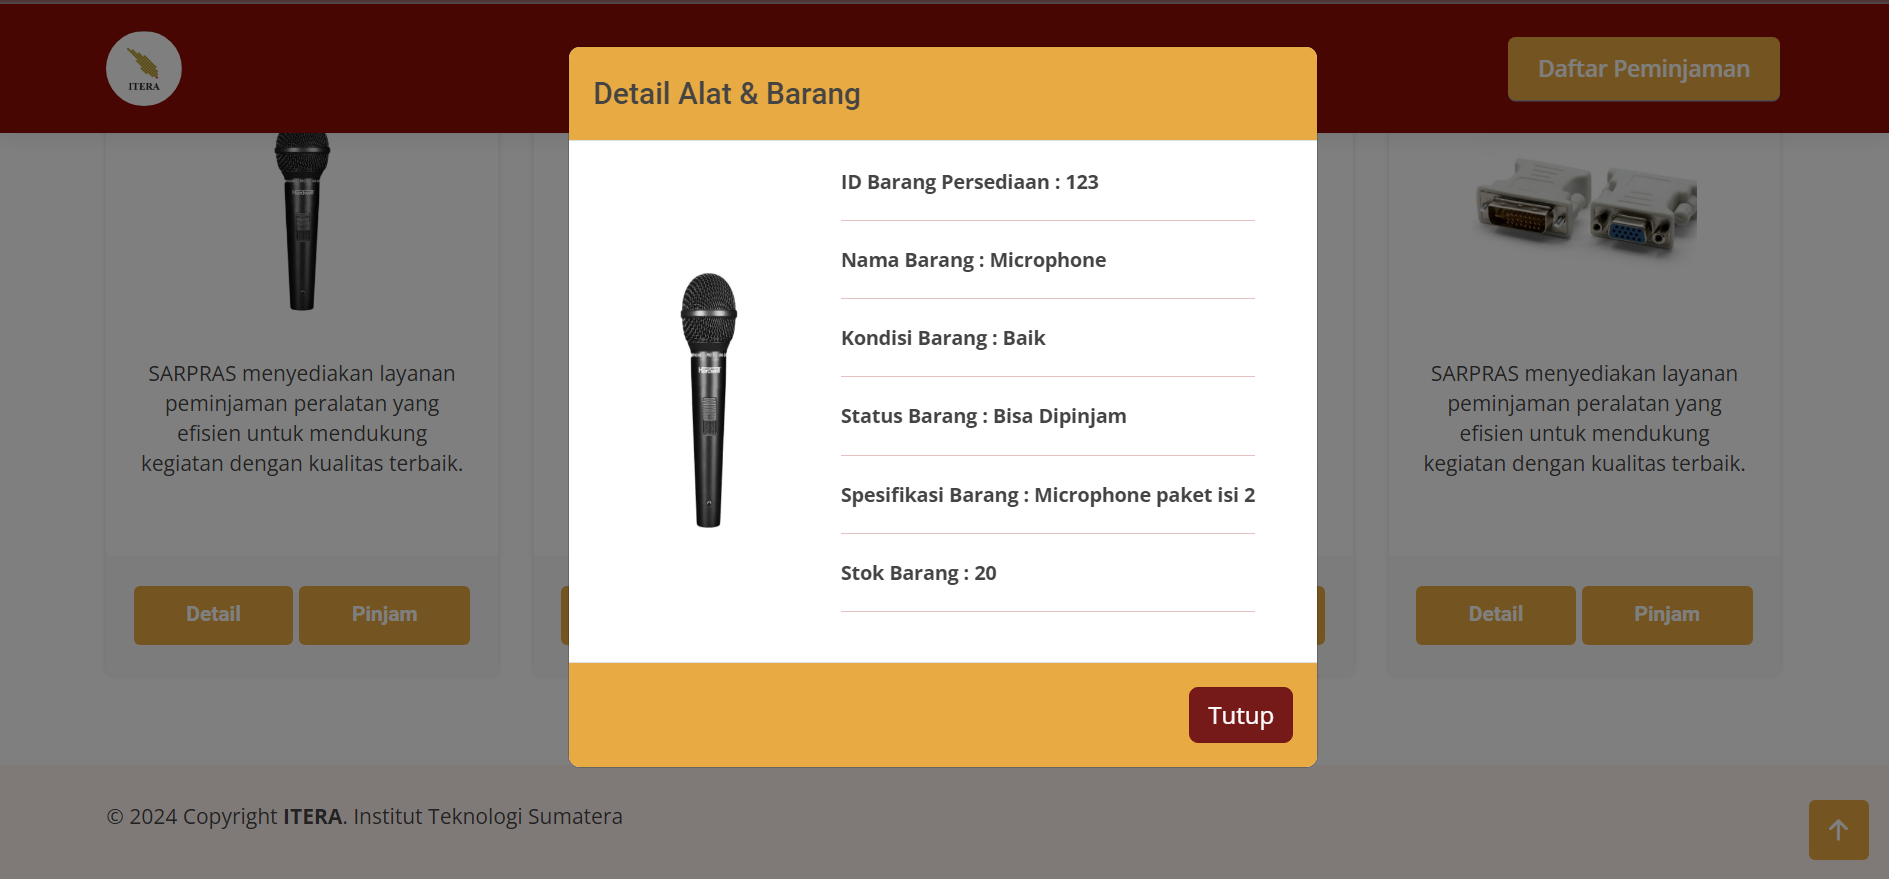 ITERA
Daftar Peminjaman
Detail Alat & Barang
ID Barang Persediaan : 123
Nama Barang : Microphone
Kondisi Barang : Baik
Status Barang : Bisa Dipinjam
Spesifikasi Barang : Microphone paket isi 2
Stok Barang : 20
Tutup
SARPRAS menyediakan layanan
peminjaman peralatan yang
efisien untuk mendukung
kegiatan dengan kualitas terbaik.
Detail
Pinjam
SARPRAS menyediakan layanan
peminjaman peralatan yang
efisien untuk mendukung
kegiatan dengan kualitas terbaik.
Detail
Pinjam
© 2024 Copyright ITERA. Institut Teknologi Sumatera